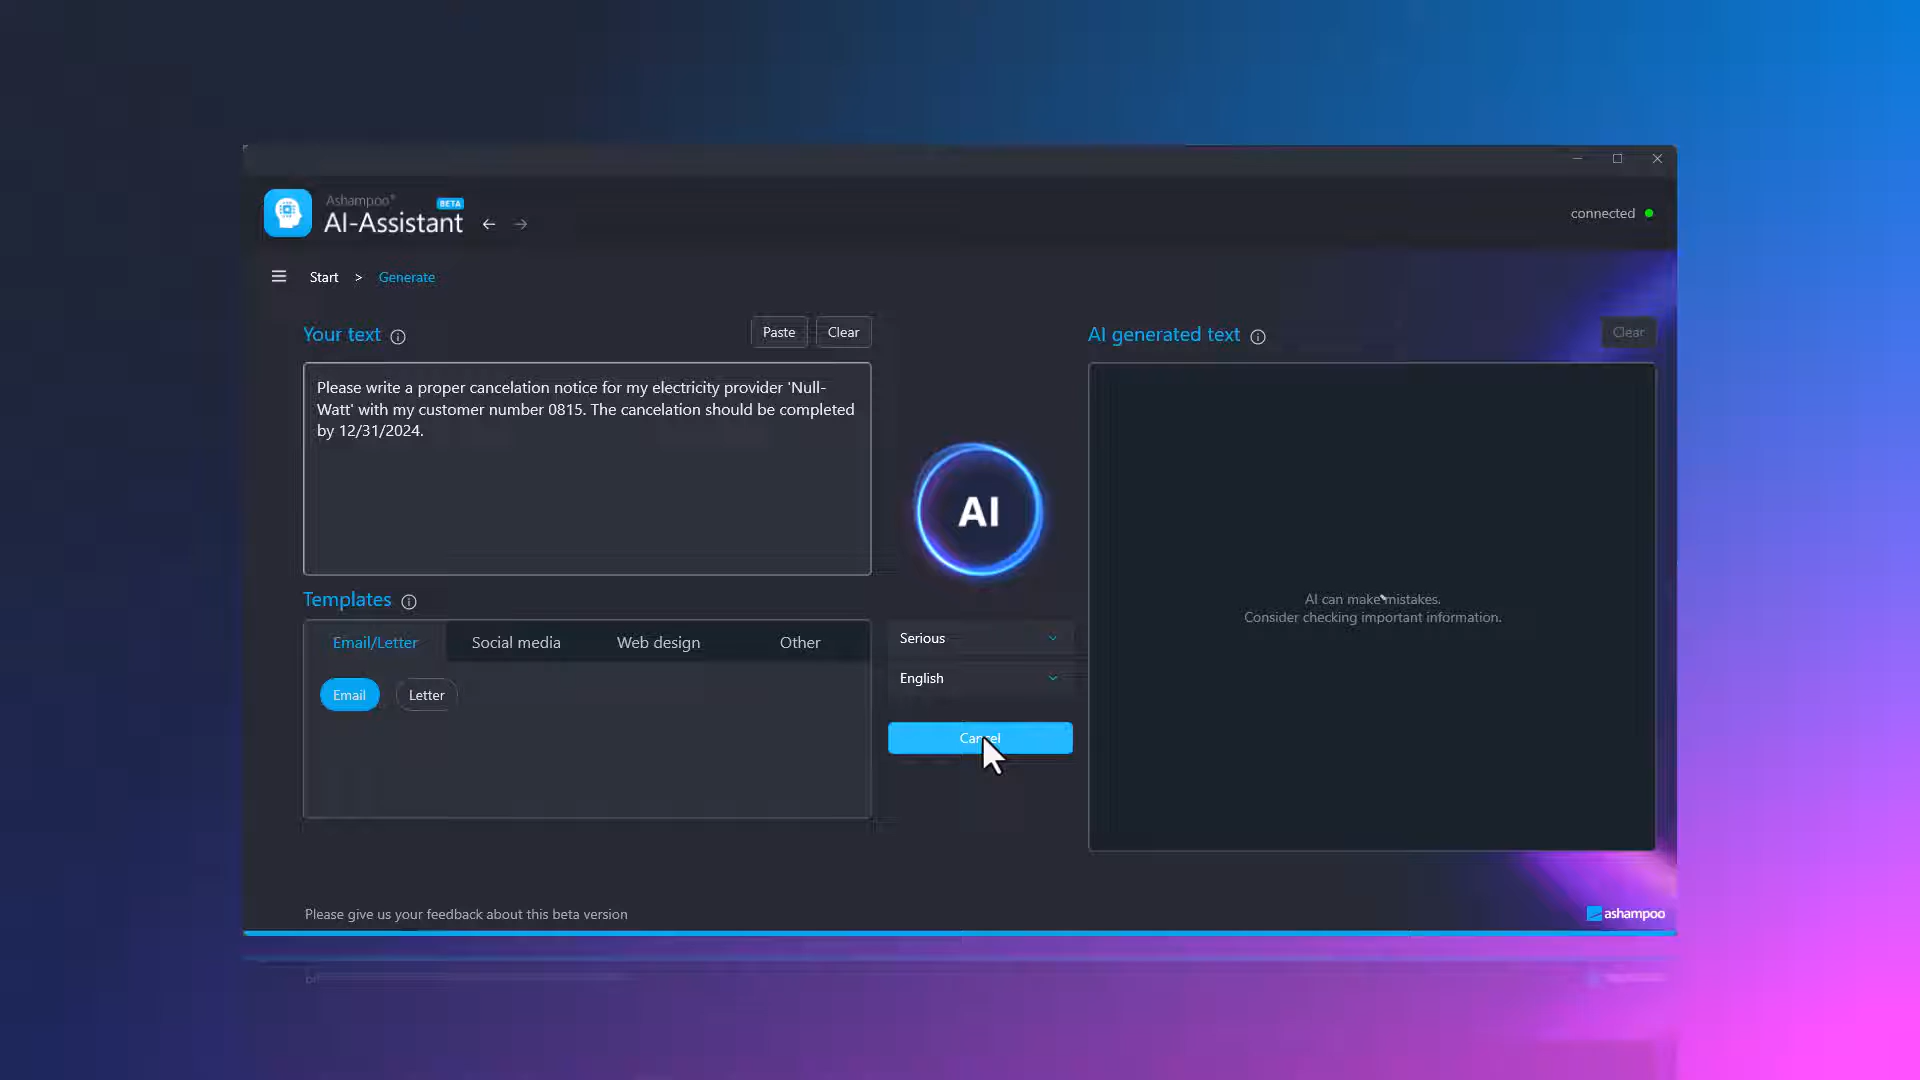 Ashampoo®
AI-Assistant
BETA
← →
connected
Start > Generate
Your text
Paste
Clear
AI generated text
Clear
Please write a proper cancelation notice for my electricity provider 'Null-
Watt' with my customer number 0815. The cancelation should be completed
by 12/31/2024.
AI
AI can make mistakes.
Consider checking important information.
Templates
Email/Letter
Social media
Web design
Other
Email
Letter
Serious
English
Cancel
Please give us your feedback about this beta version
ashampoo